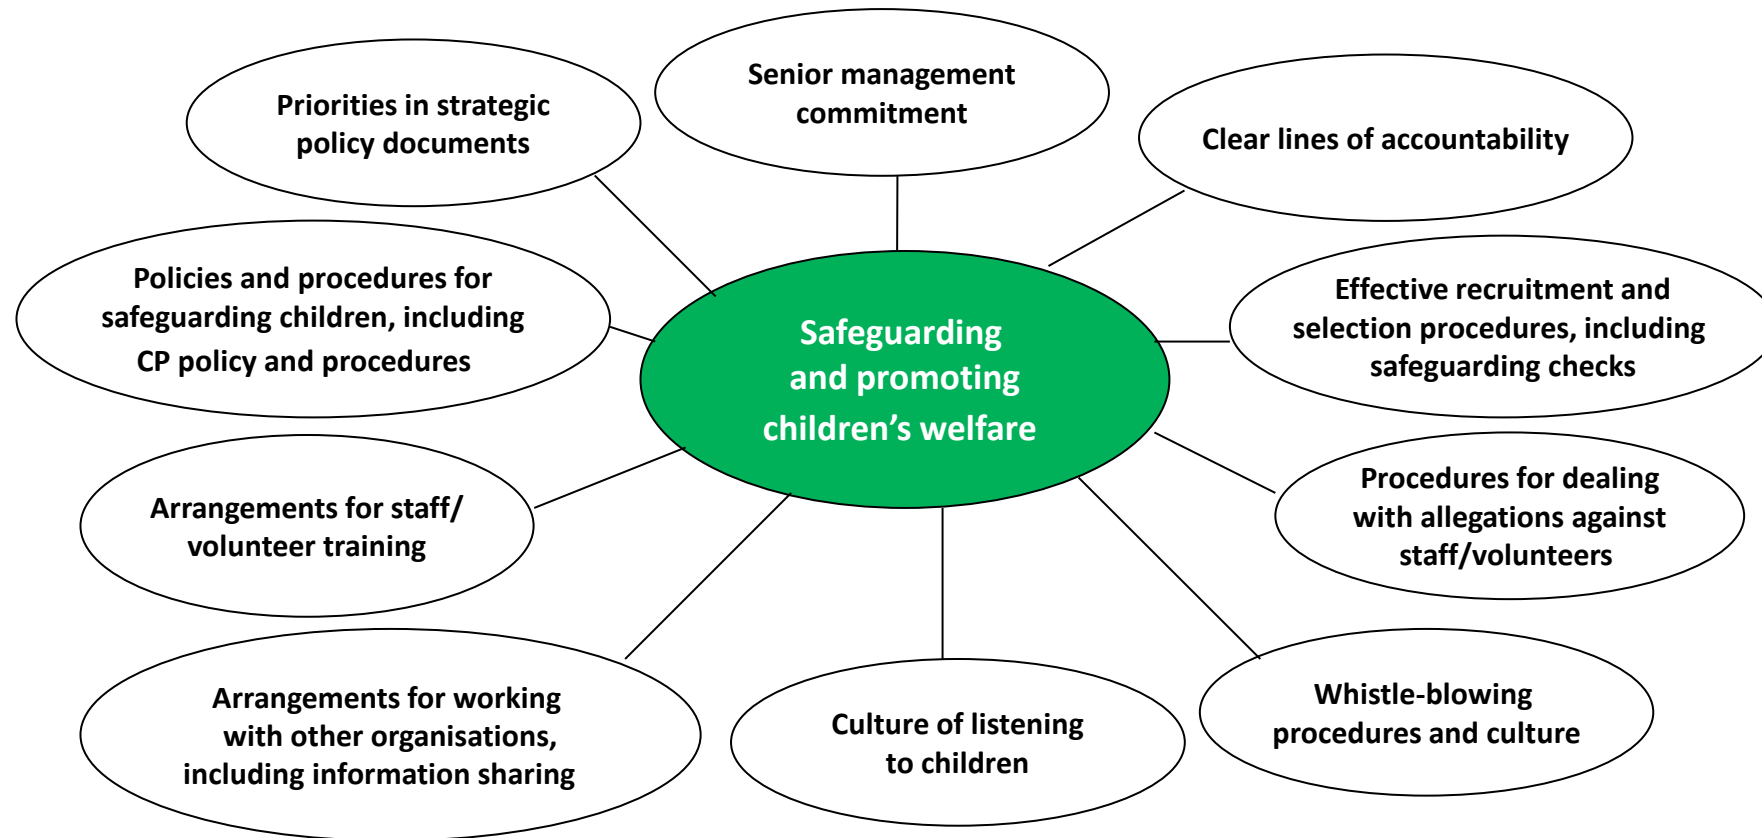 Priorities in strategic
policy documents
Senior management
commitment
Clear lines of accountability
Policies and procedures for
safeguarding children, including
CP policy and procedures
Safeguarding
and promoting
children’s welfare
Effective recruitment and
selection procedures, including
safeguarding checks
Arrangements for staff/
volunteer training
Procedures for dealing
with allegations against
staff/volunteers
Arrangements for working
with other organisations,
including information sharing
Culture of listening
to children
Whistle-blowing
procedures and culture